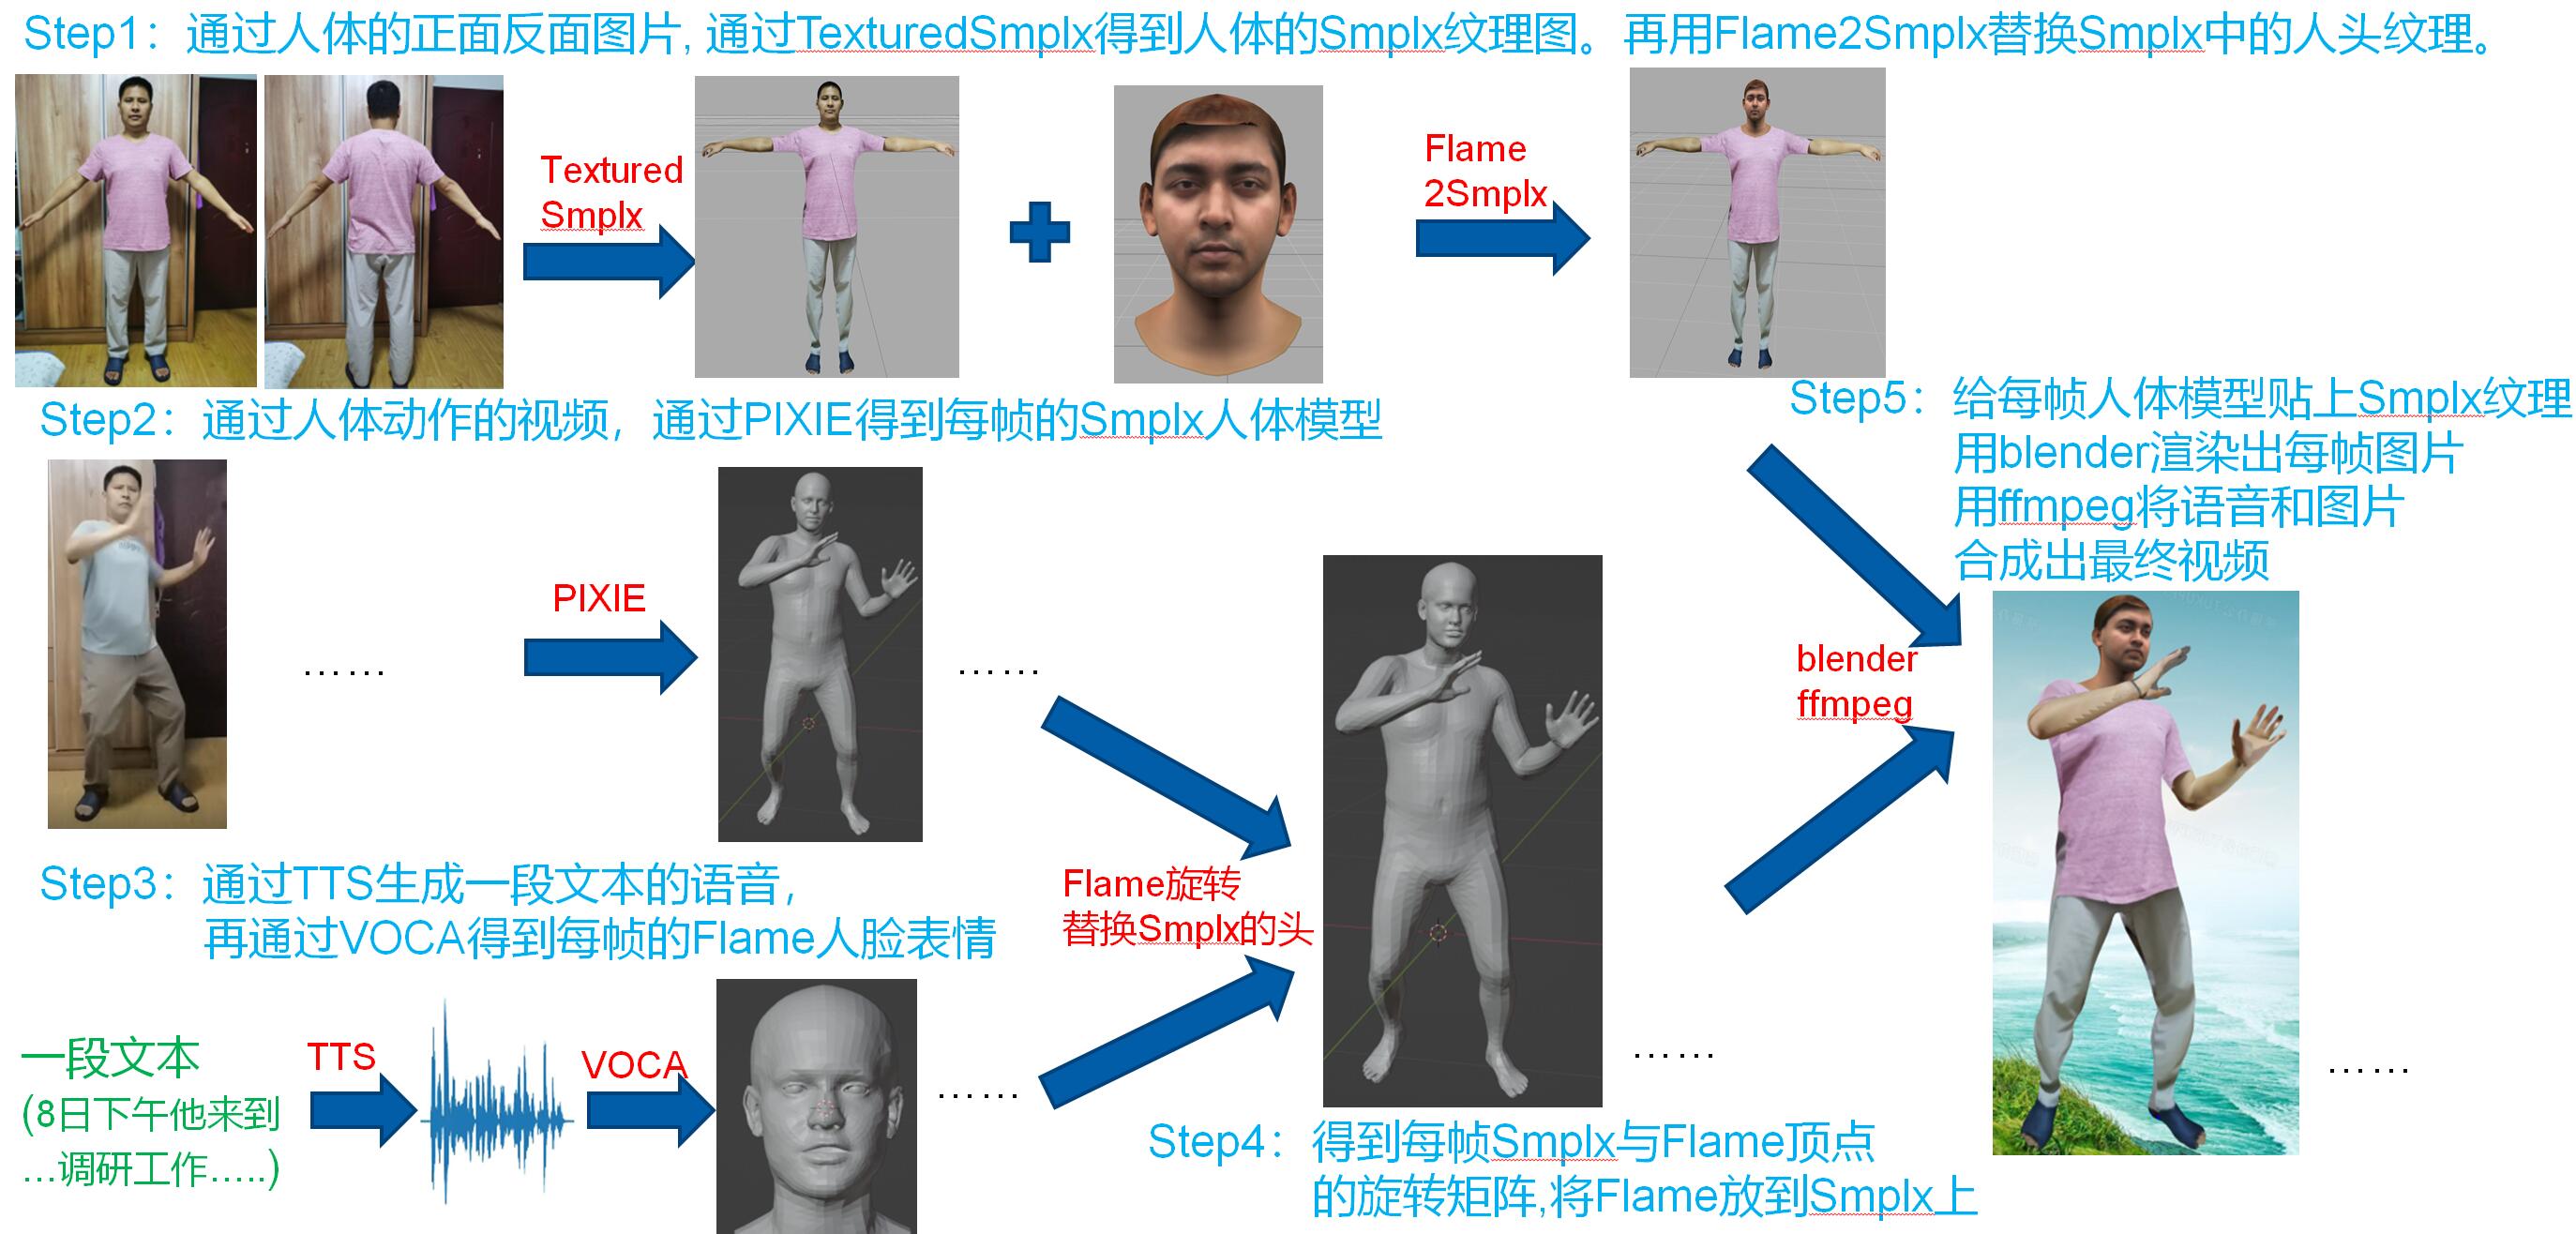 Step1：通过人体的正面反面图片, 通过TexturedSmplx得到人体的Smplx纹理图。再用Flame2Smplx替换Smplx中的人头纹理。
Textured
Smplx
Flame
2Smplx
Step2：通过人体动作的视频，通过PIXIE得到每帧的Smplx人体模型
PIXIE
……
……
Step3：通过TTS生成一段文本的语音，
再通过VOCA得到每帧的Flame人脸表情
一段文本
(8日下午他来到
…调研工作…..)
TTS
VOCA
……
Flame旋转
替换Smplx的头
Step4：得到每帧Smplx与Flame顶点
的旋转矩阵,将Flame放到Smplx上
……
Step5：给每帧人体模型贴上Smplx纹理
用blender渲染出每帧图片
用ffmpeg将语音和图片
合成出最终视频
blender
ffmpeg
……